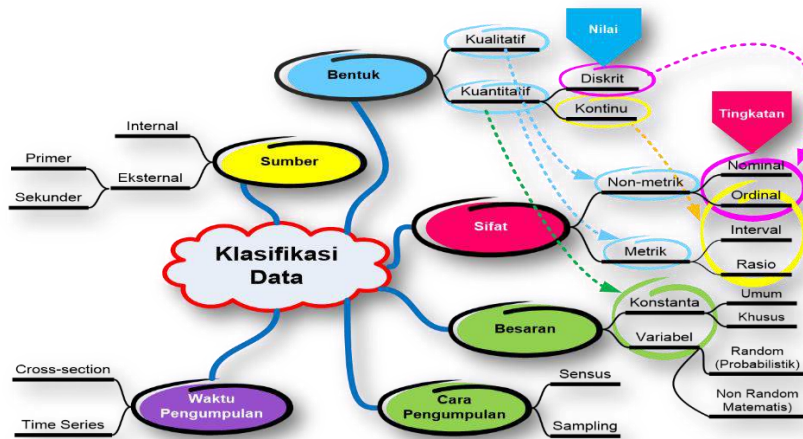 Nilai
Kualitatif
Bentuk
Diskrit
Kuantitatif
Kontinu
Tingkatan
Internal
Primer
Sumber
Eksternal
Sekunder
Nominal
Non-metrik
Ordinal
Sifat
Interval
Metrik
Rasio
Klasifikasi
Data
Umum
Konstanta
Khusus
Besaran
Variabel
Random
(Probabilistik)
Non Random
Matematis)
Cross-section
Waktu
Pengumpulan
Time Series
Sensus
Cara
Pengumpulan
Sampling